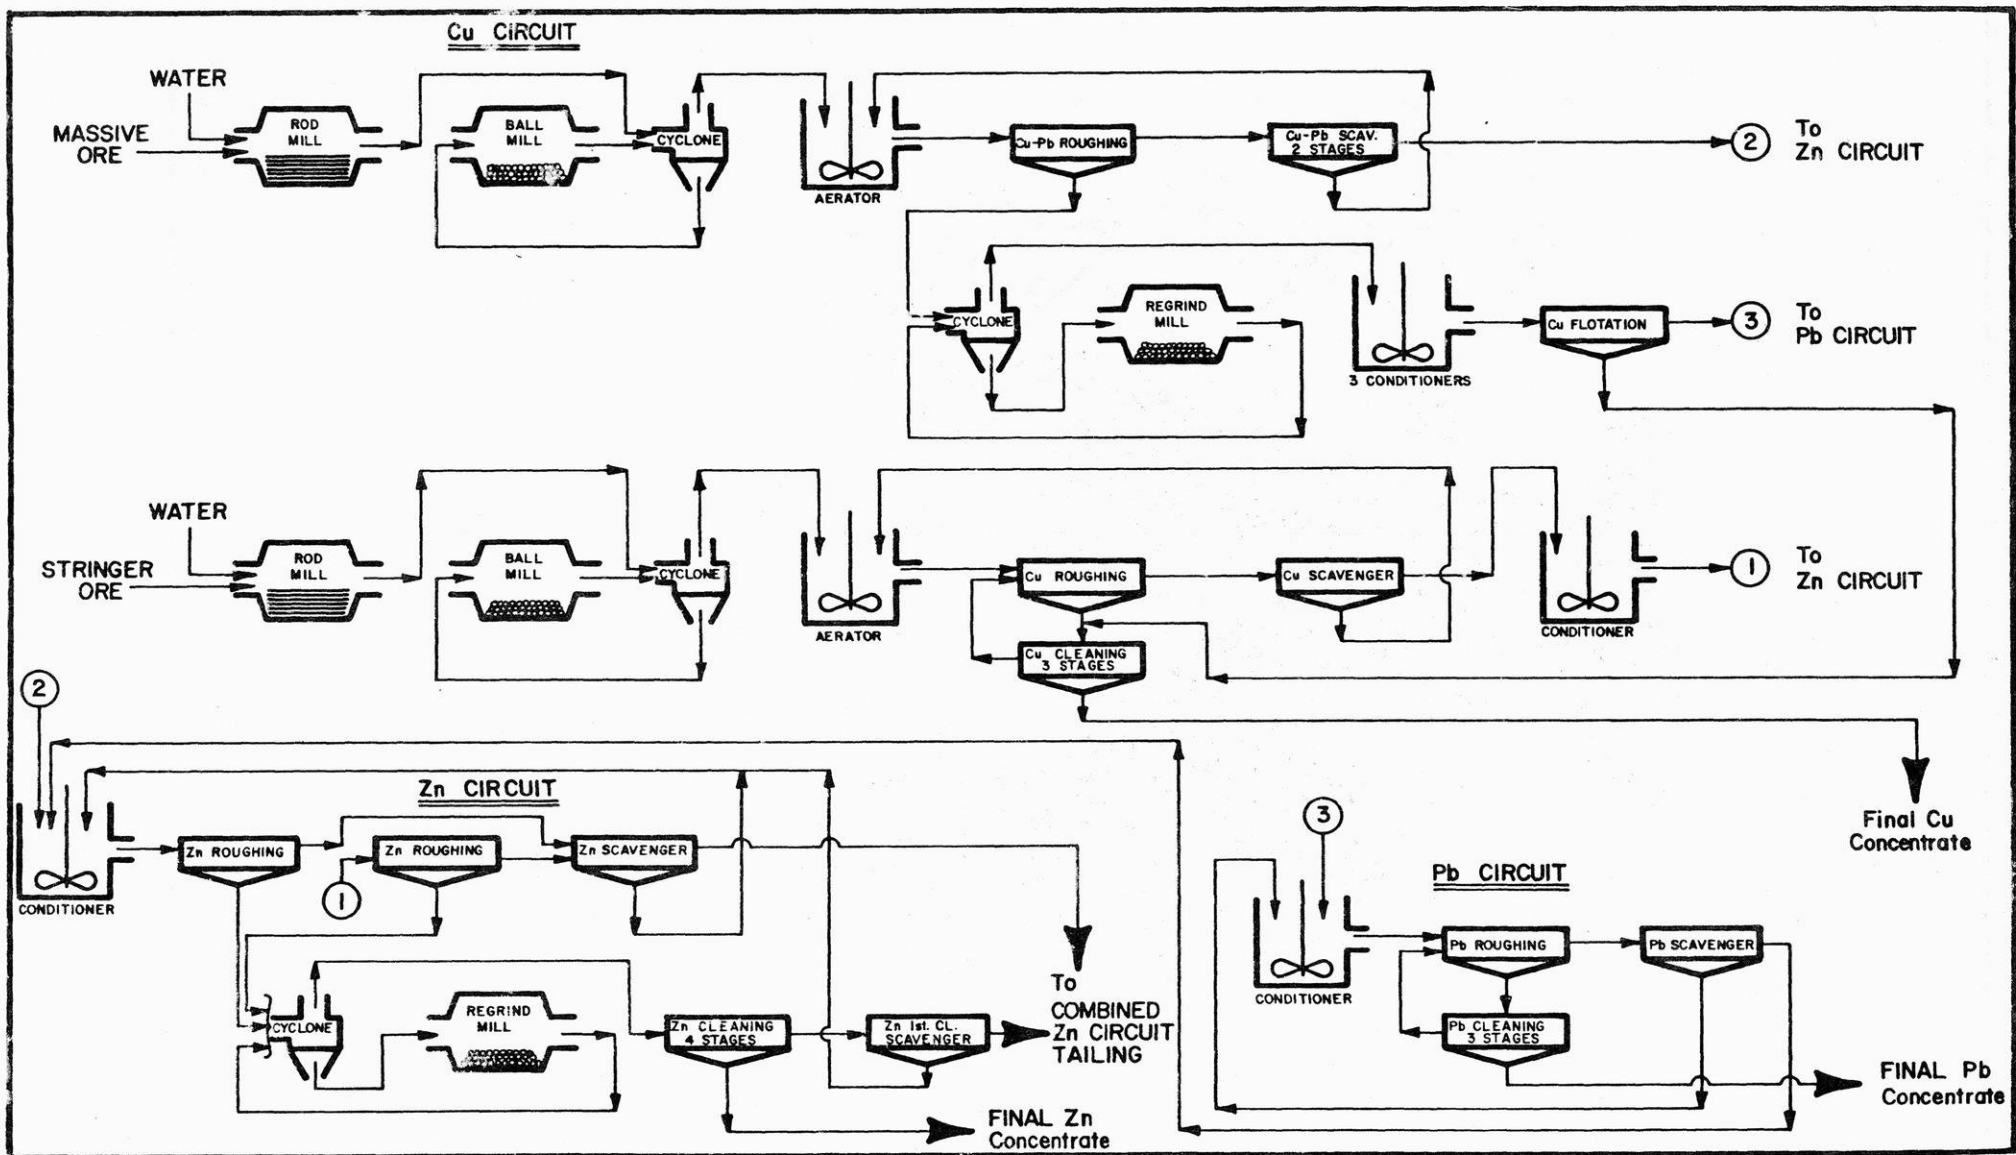 Cu CIRCUIT
WATER
MASSIVE
ORE
ROD
MILL
BALL
MILL
CYCLONE
AERATOR
Cu-Pb ROUGHING
Cu-Pb SCAV.
2 STAGES
2
To
Zn CIRCUIT
CYCLONE
REGRIND
MILL
3 CONDITIONERS
Cu FLOTATION
3
To
Pb CIRCUIT
WATER
STRINGER
ORE
ROD
MILL
BALL
MILL
CYCLONE
AERATOR
Cu ROUGHING
Cu SCAVENGER
CONDITIONER
1
To
Zn CIRCUIT
Cu CLEANING
3 STAGES
Final Cu
Concentrate
2
Zn CIRCUIT
CONDITIONER
Zn ROUGHING
Zn ROUGHING
1
Zn SCAVENGER
CYCLONE
REGRIND
MILL
Zn CLEANING
4 STAGES
Zn 1st. CL.
SCAVENGER
To
COMBINED
Zn CIRCUIT
TAILING
FINAL Zn
Concentrate
3
Pb CIRCUIT
CONDITIONER
Pb ROUGHING
Pb SCAVENGER
Pb CLEANING
3 STAGES
FINAL Pb
Concentrate